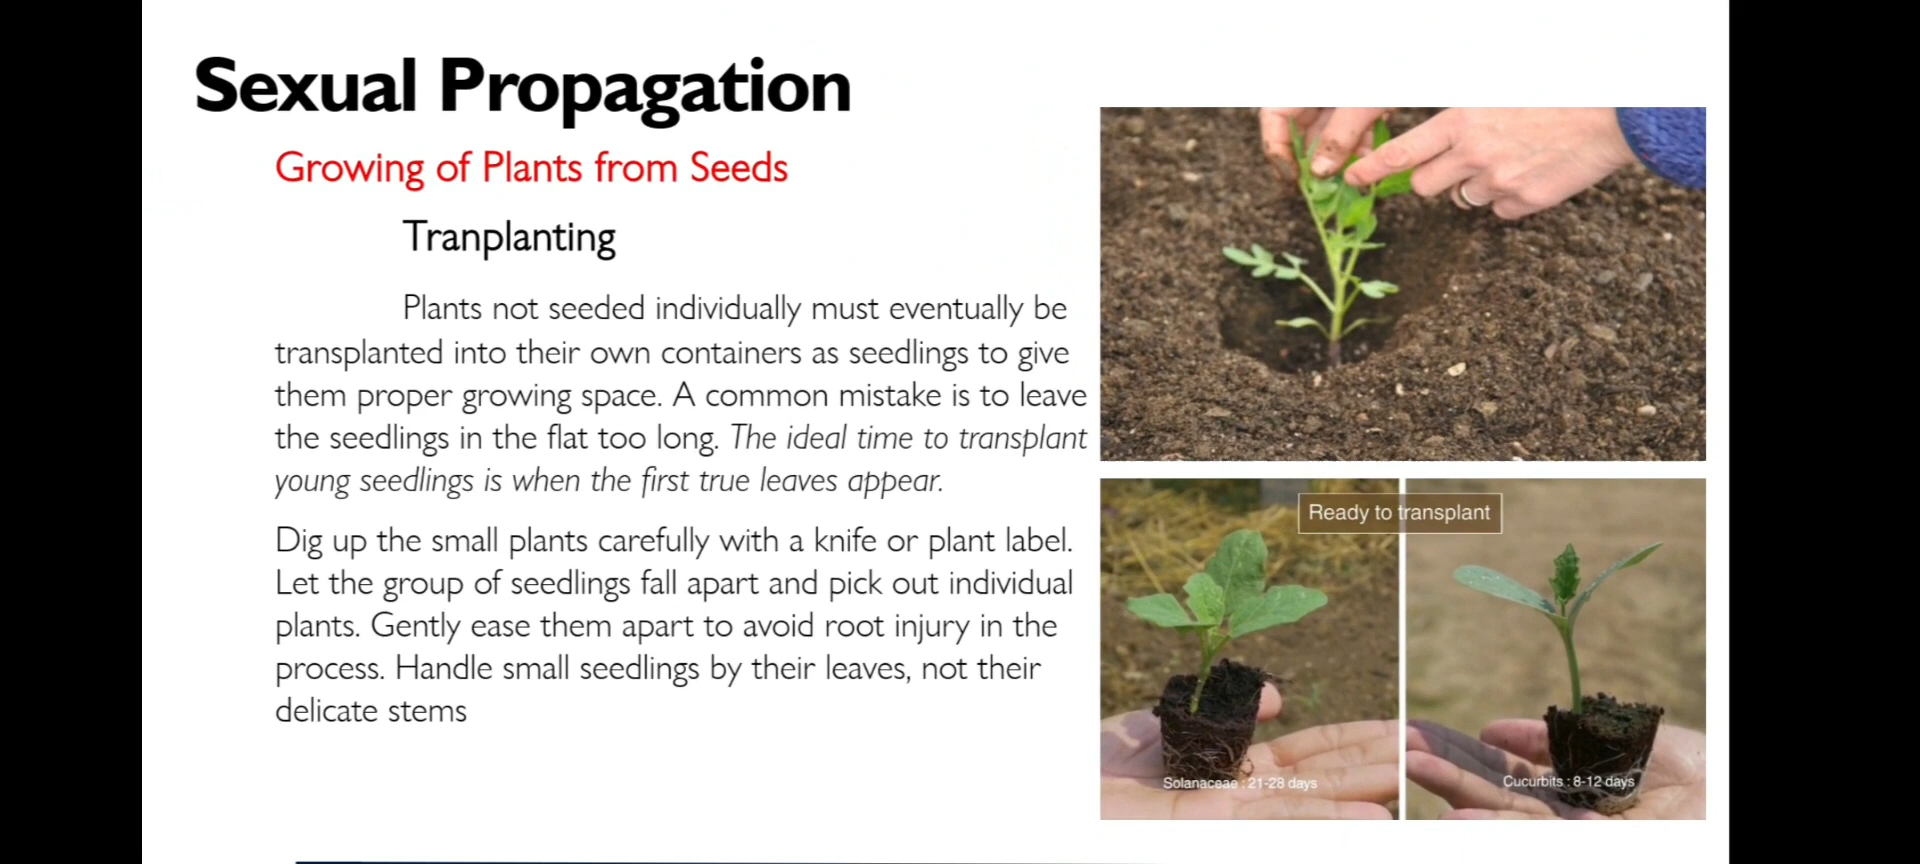 Sexual Propagation
Growing of Plants from Seeds
Tranplanting
Plants not seeded individually must eventually be
transplanted into their own containers as seedlings to give
them proper growing space. A common mistake is to leave
the seedlings in the flat too long. The ideal time to transplant
young seedlings is when the first true leaves appear.
Dig up the small plants carefully with a knife or plant label.
Let the group of seedlings fall apart and pick out individual
plants. Gently ease them apart to avoid root injury in the
process. Handle small seedlings by their leaves, not their
delicate stems
Ready to transplant
Solanaceae : 21-28 days
Cucurbits : 8-12 days